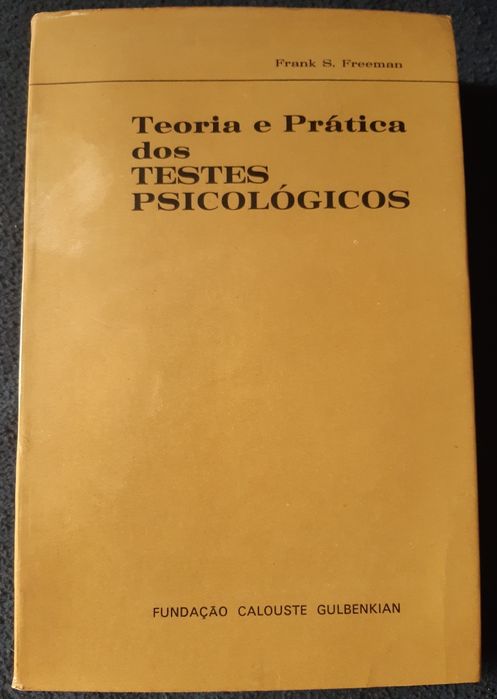 Frank S. Freeman
Teoria e Prática
dos
TESTES
PSICOLÓGICOS
FUNDAÇÃO CALOUSTE GULBENKIAN